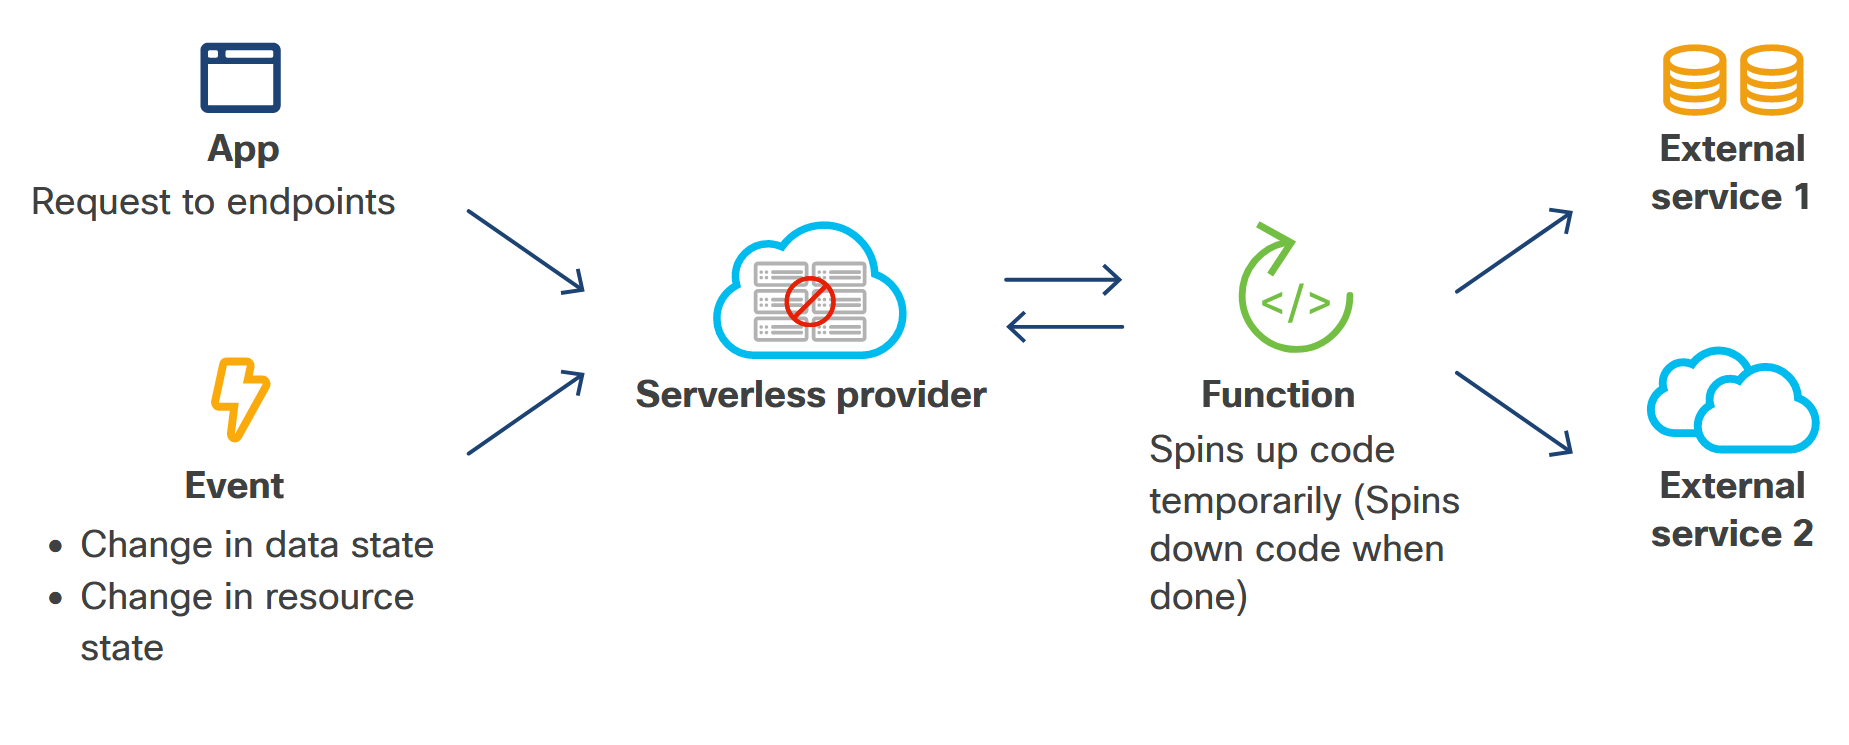 App
Request to endpoints
Event
• Change in data state
• Change in resource
state
Serverless provider
</>
Function
Spins up code
temporarily (Spins
down code when
done)
External
service 1
External
service 2